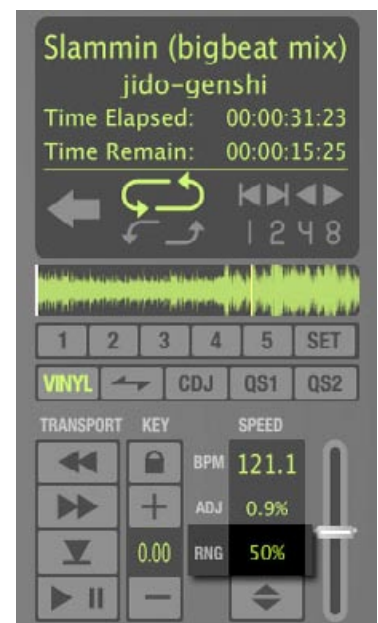 Slammin (bigbeat mix)
jido-genshi
Time Elapsed: 00:00:31:23
Time Remain: 00:00:15:25
1 2 4 8
1 2 3 4 5 SET
VINYL CDJ QS1 QS2
TRANSPORT KEY SPEED
BPM 121.1
ADJ 0.9%
0.00 RNG 50%